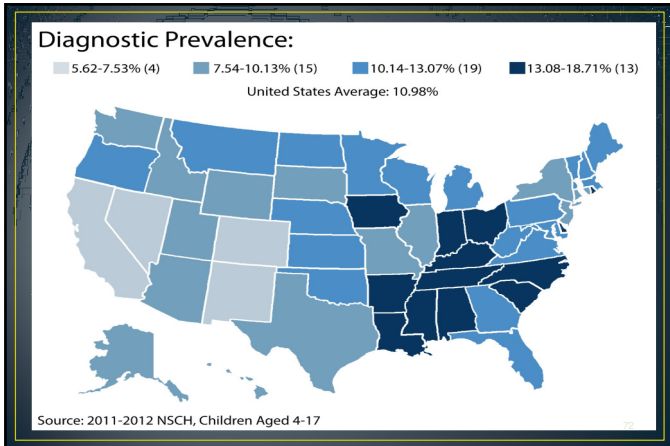 Diagnostic Prevalence:
5.62-7.53% (4) 7.54-10.13% (15) 10.14-13.07% (19) 13.08-18.71% (13)
United States Average: 10.98%
Source: 2011-2012 NSCH, Children Aged 4-17
72